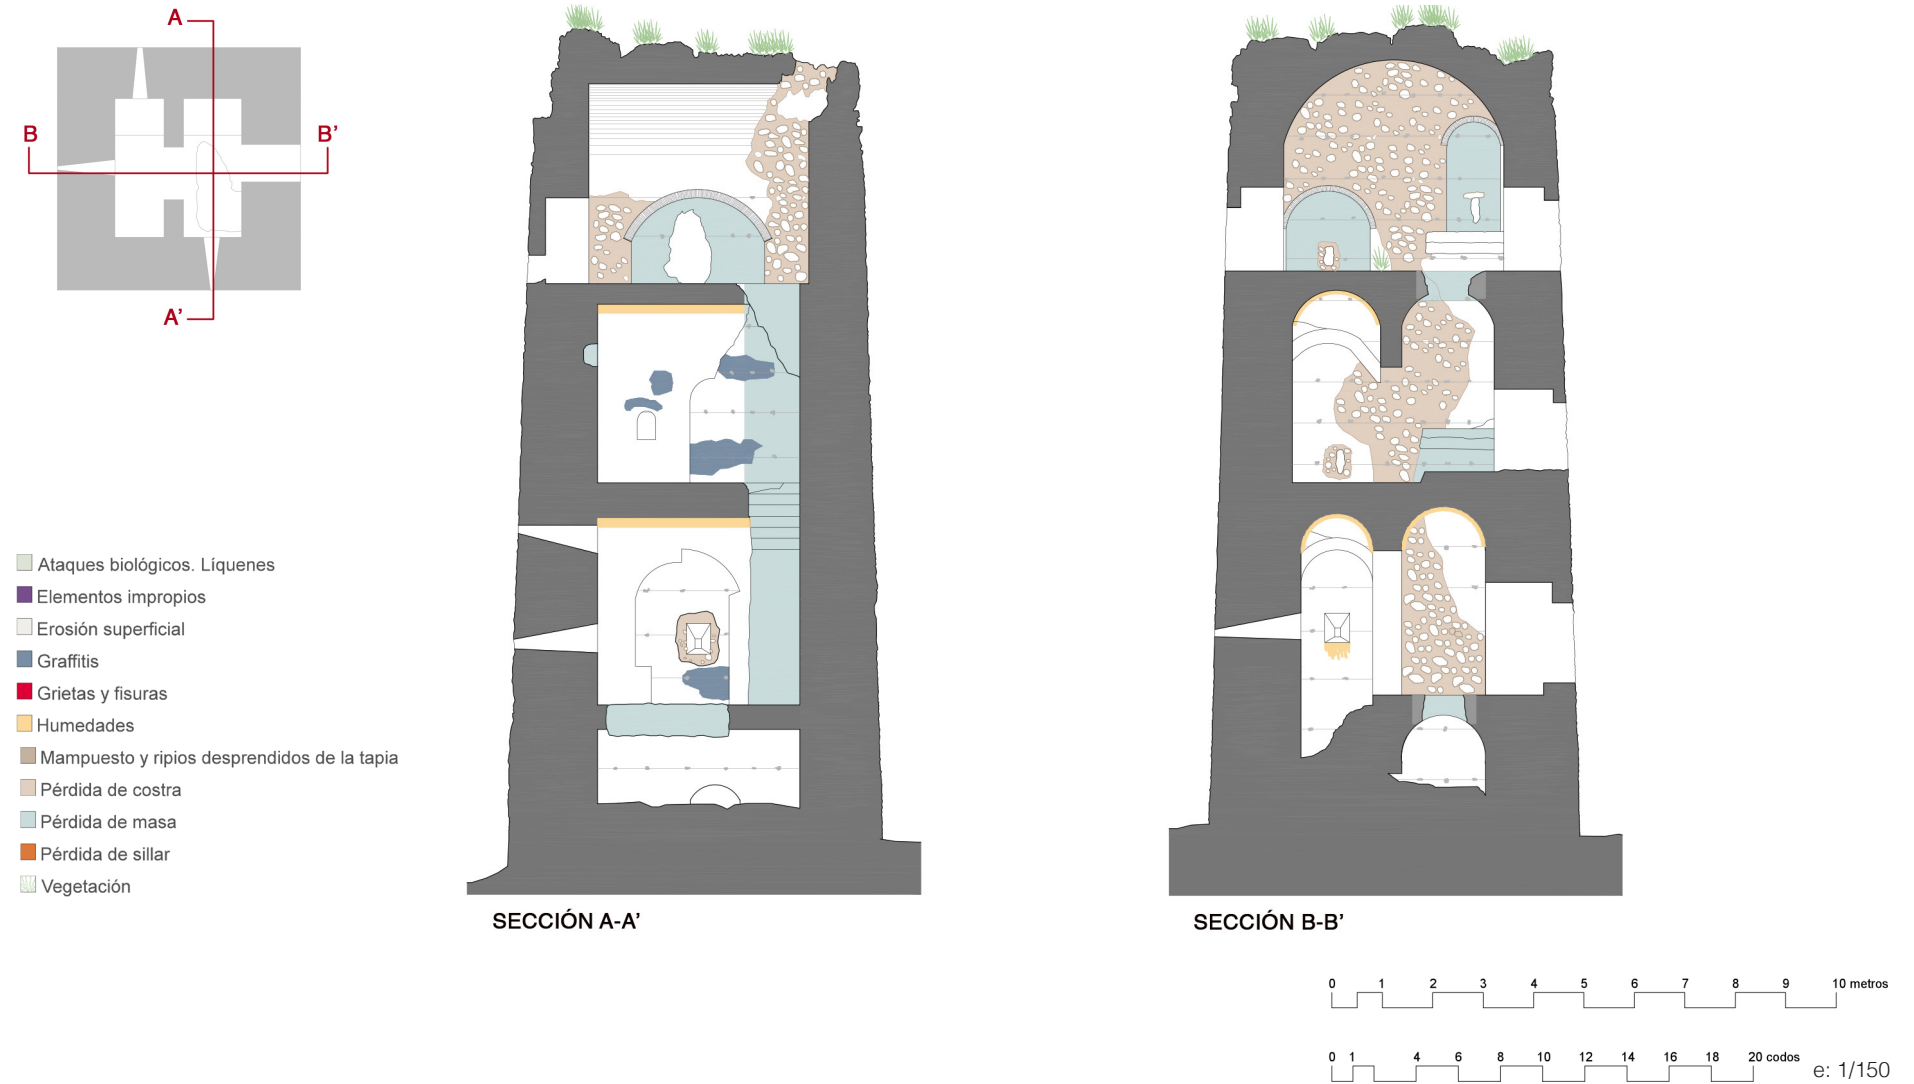 A
B
B’
A’
Ataques biológicos. Líquenes
Elementos impropios
Erosión superficial
Graffitis
Grietas y fisuras
Humedades
Mampuesto y ripios desprendidos de la tapia
Pérdida de costra
Pérdida de masa
Pérdida de sillar
Vegetación
SECCIÓN A-A’
SECCIÓN B-B’
0 1 2 3 4 5 6 7 8 9 10 metros
0 1 4 6 8 10 12 14 16 18 20 codos
e: 1/150